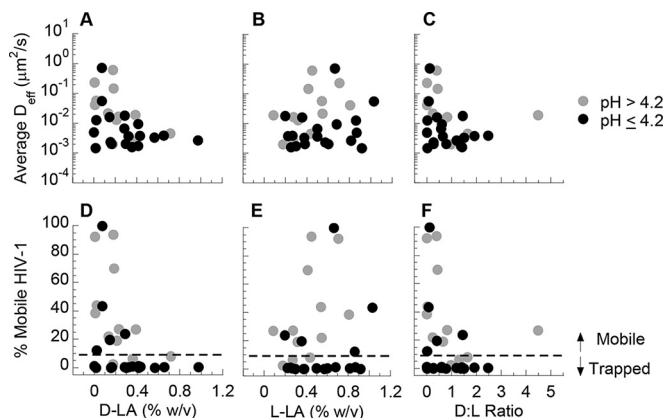 A B C
Average D_eff (μm²/s)
10¹
10⁰
10⁻¹
10⁻²
10⁻³
10⁻⁴
pH > 4.2
pH ≤ 4.2
D E F
% Mobile HIV-1
100
80
60
40
20
0
Mobile
Trapped
0 0.4 0.8 1.2
0 0.4 0.8 1.2
0 1 2 3 4 5
D-LA (% w/v) L-LA (% w/v) D:L Ratio